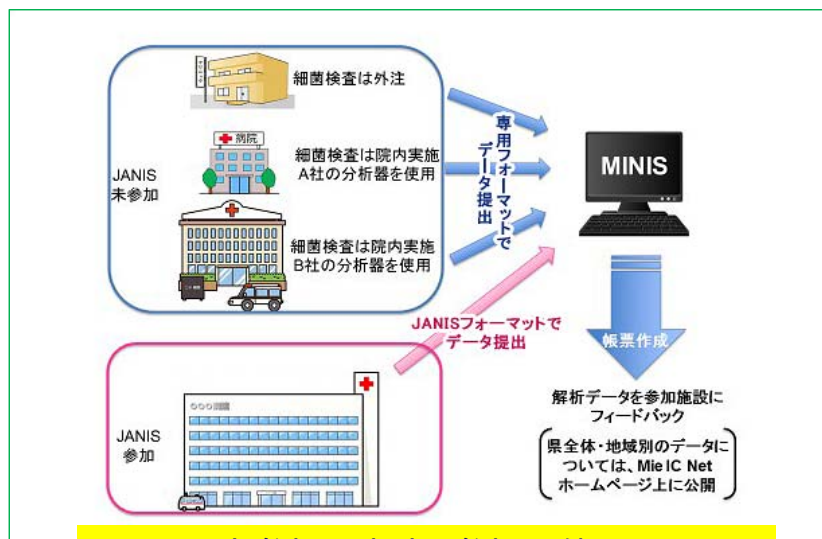 細菌検査は外注
病院
細菌検査は院内実施
A社の分析器を使用
JANIS
未参加
細菌検査は院内実施
B社の分析器を使用
専用フォーマットで
データ提出
MINIS
JANISフォーマットで
データ提出
帳票作成
JANIS
参加
解析データを参加施設に
フィードバック
県全体・地域別のデータに
ついては、Mie IC Net
ホームページ上に公開